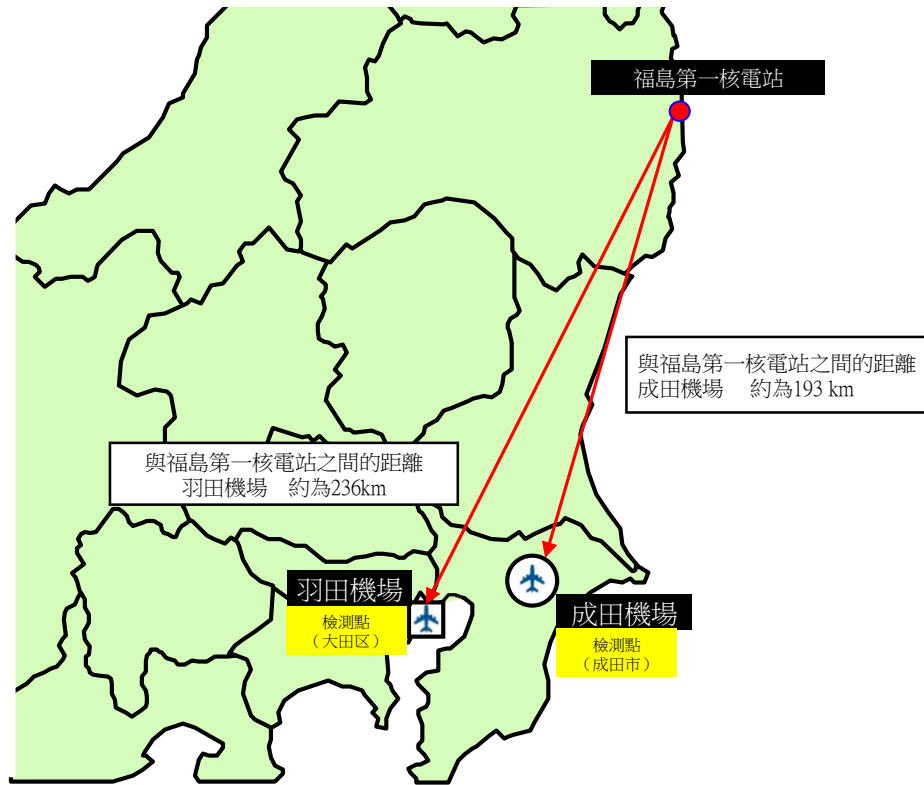 福島第一核電站
與福島第一核電站之間的距離
成田機場　約為193 km
與福島第一核電站之間的距離
羽田機場　約為236km
羽田機場
檢測點
（大田区）
成田機場
檢測點
（成田市）